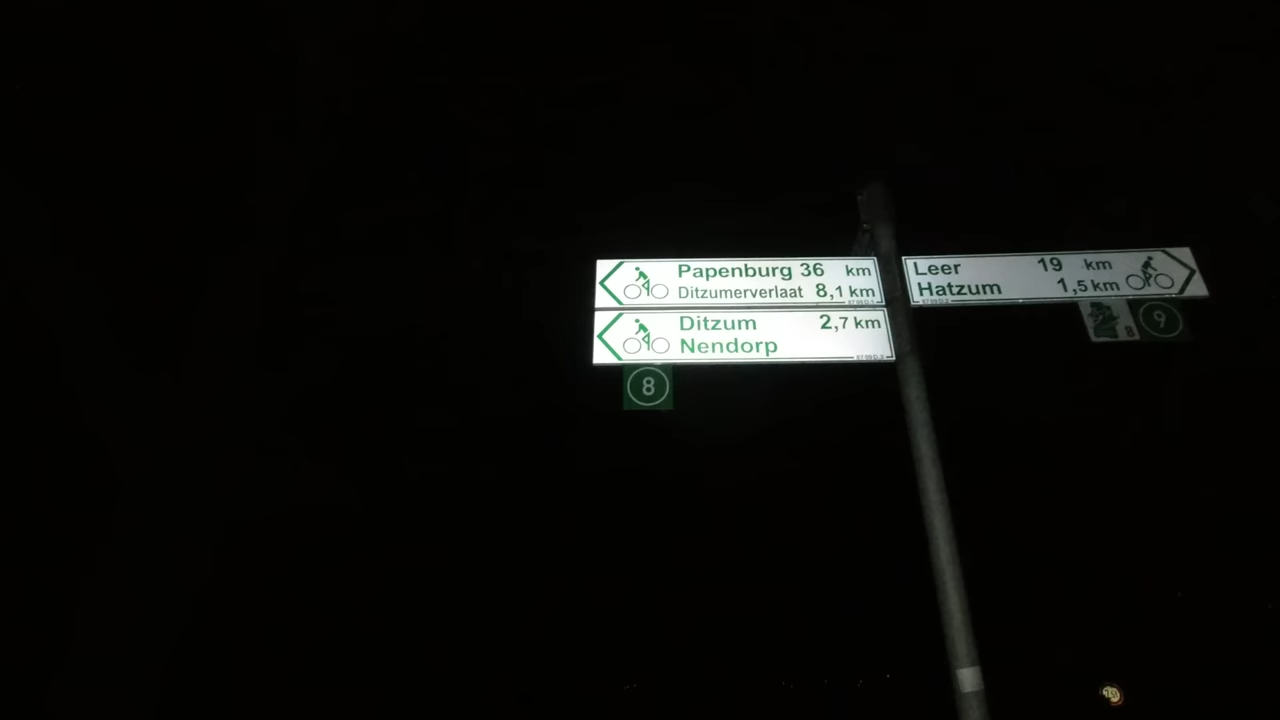 Papenburg 36 km
Ditzumerverlaat 8,1 km
Ditzum 2,7 km
Nendorp
8
Leer 19 km
Hatzum 1,5 km
8
9